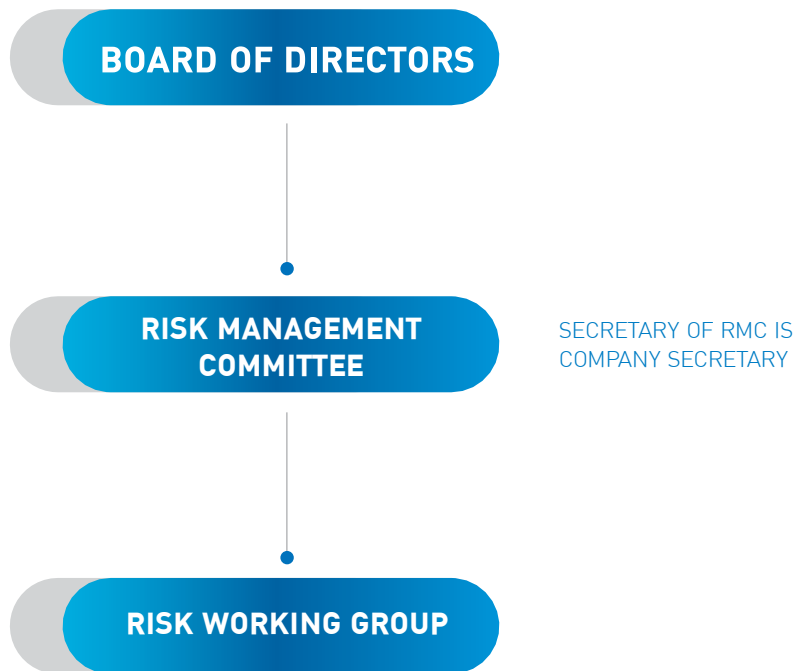 BOARD OF DIRECTORS
RISK MANAGEMENT
COMMITTEE
SECRETARY OF RMC IS
COMPANY SECRETARY
RISK WORKING GROUP